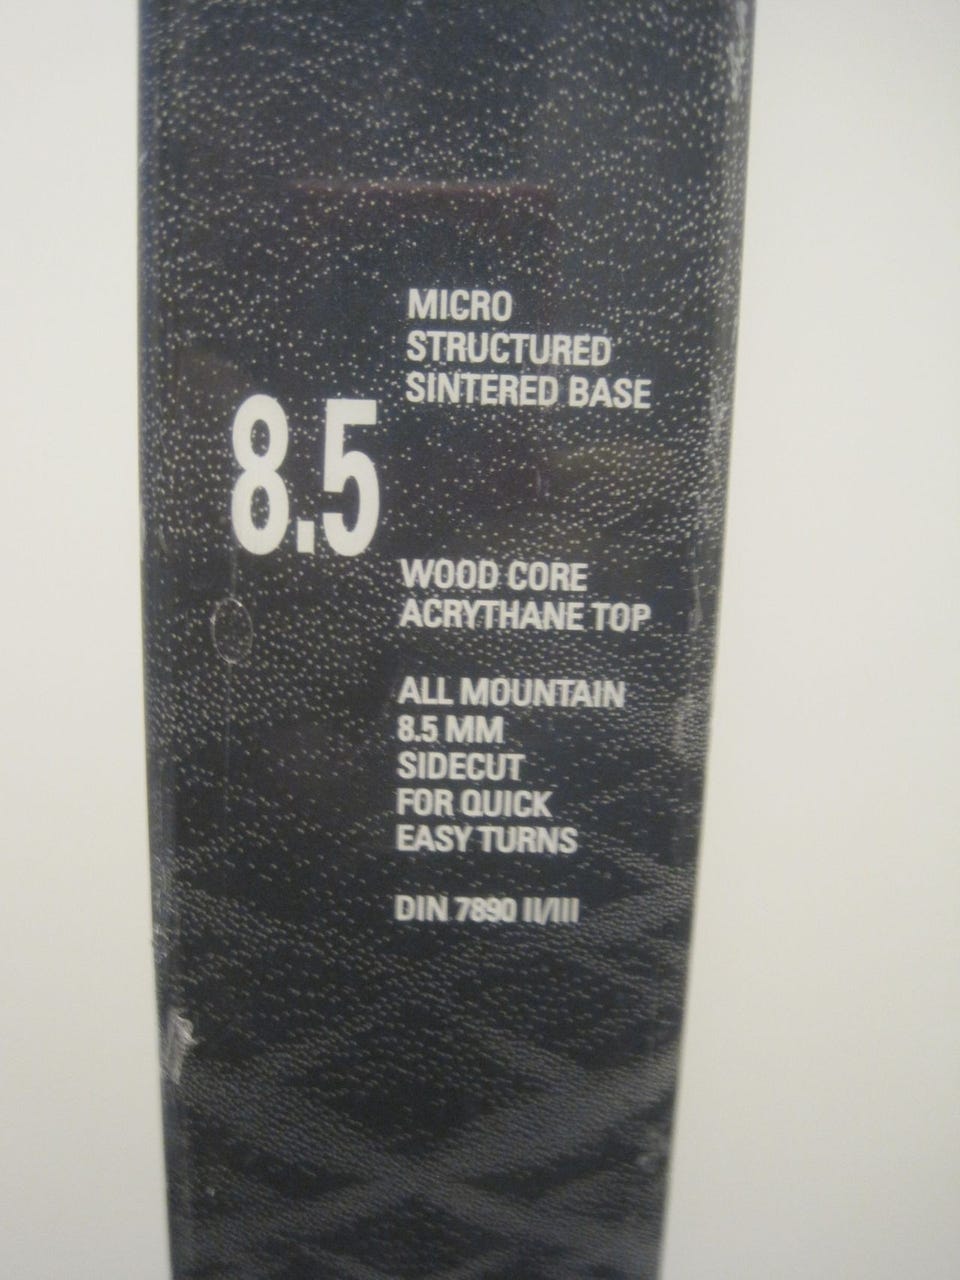 MICRO
STRUCTURED
SINTERED BASE
8.5
WOOD CORE
ACRYTHANE TOP
ALL MOUNTAIN
8.5 MM
SIDECUT
FOR QUICK
EASY TURNS
DIN 7890 II/III